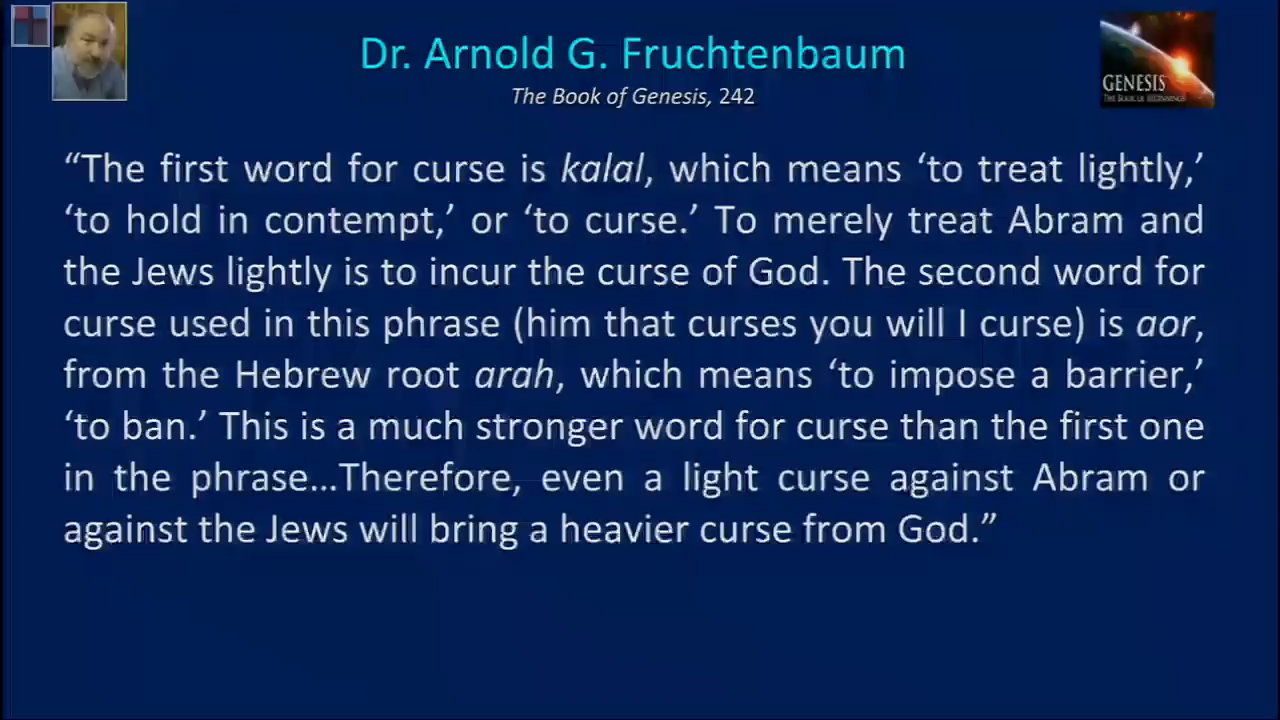 Dr. Arnold G. Fruchtenbaum
The Book of Genesis, 242
GENESIS
THE BOOK OF BEGINNINGS
“The first word for curse is kalal, which means ‘to treat lightly,’
‘to hold in contempt,’ or ‘to curse.’ To merely treat Abram and
the Jews lightly is to incur the curse of God. The second word for
curse used in this phrase (him that curses you will I curse) is aor,
from the Hebrew root arah, which means ‘to impose a barrier,’
‘to ban.’ This is a much stronger word for curse than the first one
in the phrase…Therefore, even a light curse against Abram or
against the Jews will bring a heavier curse from God.”